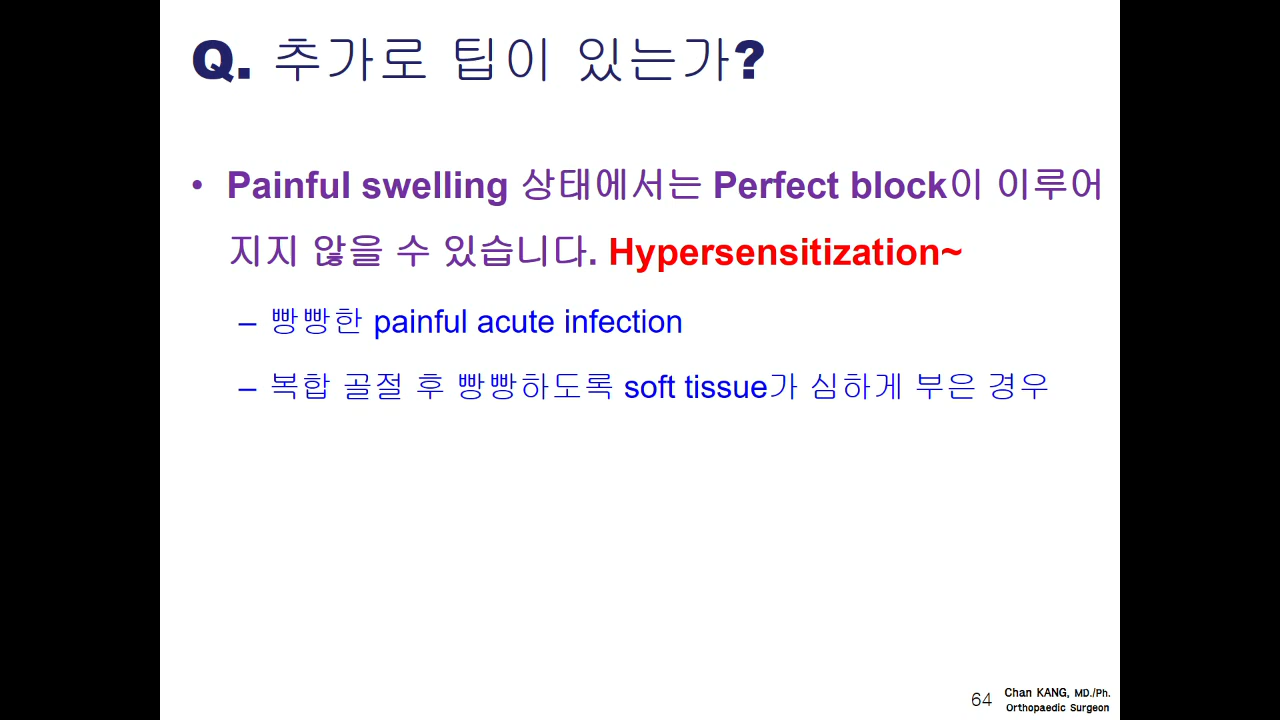 Q. 추가로 팁이 있는가?
• Painful swelling 상태에서는 Perfect block이 이루어
지지 않을 수 있습니다. Hypersensitization~
– 빵빵한 painful acute infection
– 복합 골절 후 빵빵하도록 soft tissue가 심하게 부은 경우
64 Chan KANG, MD./Ph.
Orthopaedic Surgeon